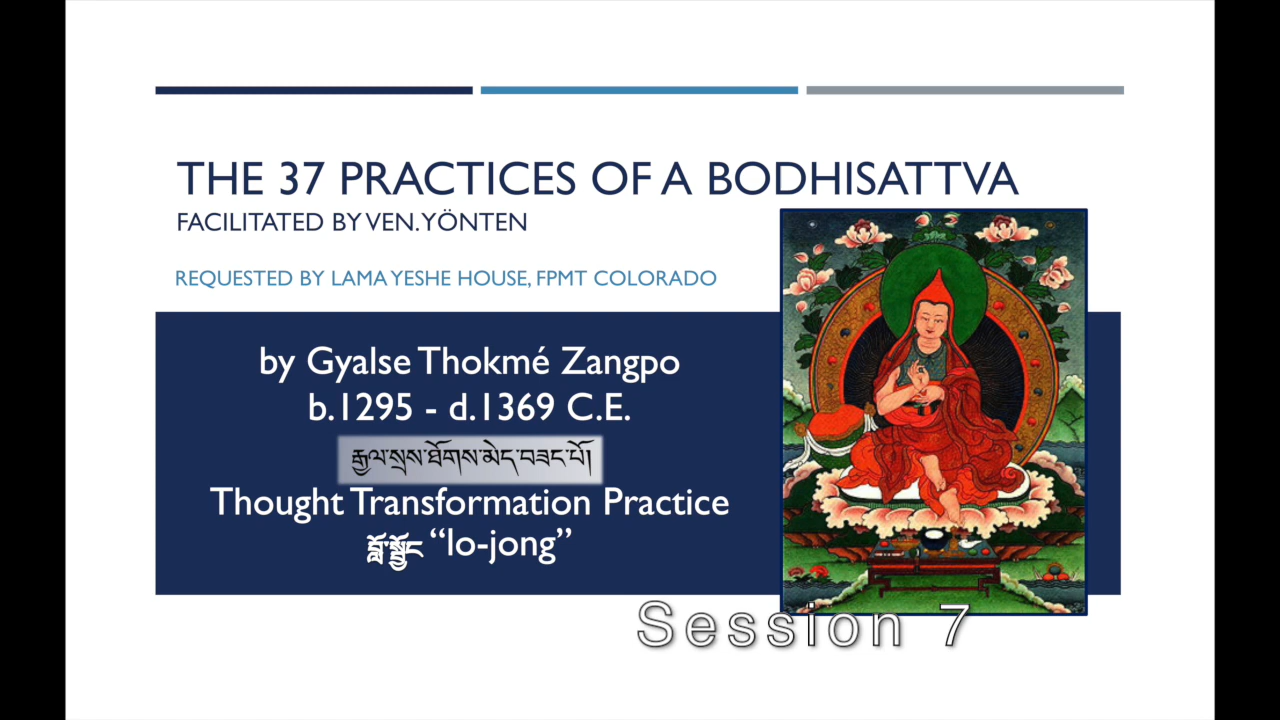 THE 37 PRACTICES OF A BODHISATTVA
FACILITATED BY VEN. YÖNTEN
REQUESTED BY LAMA YESHE HOUSE, FPMT COLORADO
by Gyalse Thokmé Zangpo
b.1295 - d.1369 C.E.
རྒྱལ་སྲས་ཐོགས་མེད་བཟང་པོ།
Thought Transformation Practice
བློ་སྦྱོང “lo-jong”
Session 7